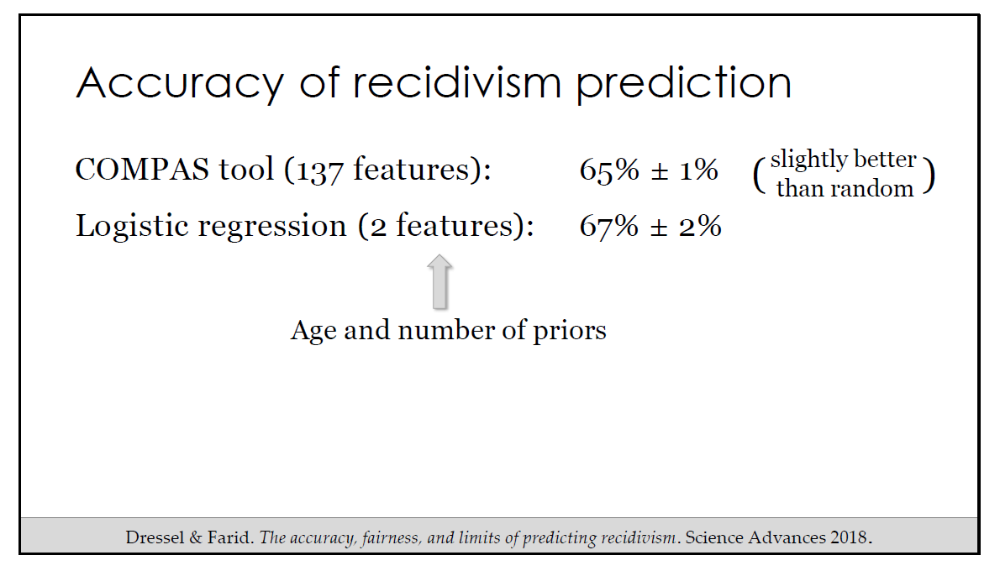 Accuracy of recidivism prediction
COMPAS tool (137 features): 65% ± 1% (slightly better
than random)
Logistic regression (2 features): 67% ± 2%
Age and number of priors
Dressel & Farid. The accuracy, fairness, and limits of predicting recidivism. Science Advances 2018.